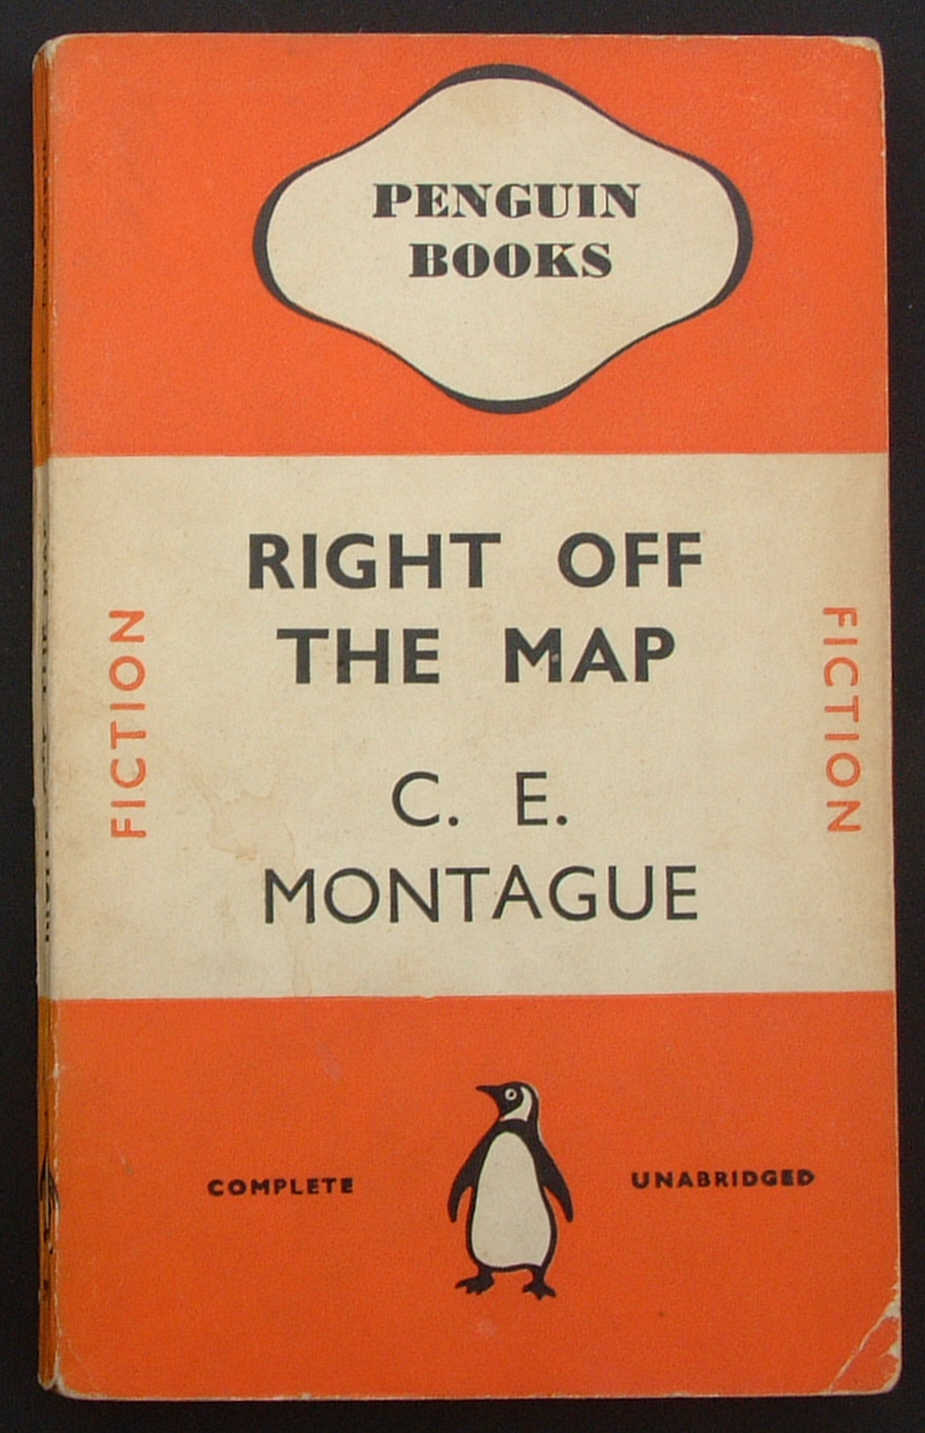 PENGUIN
BOOKS
RIGHT OFF
THE MAP
C. E.
MONTAGUE
FICTION
FICTION
COMPLETE
UNABRIDGED